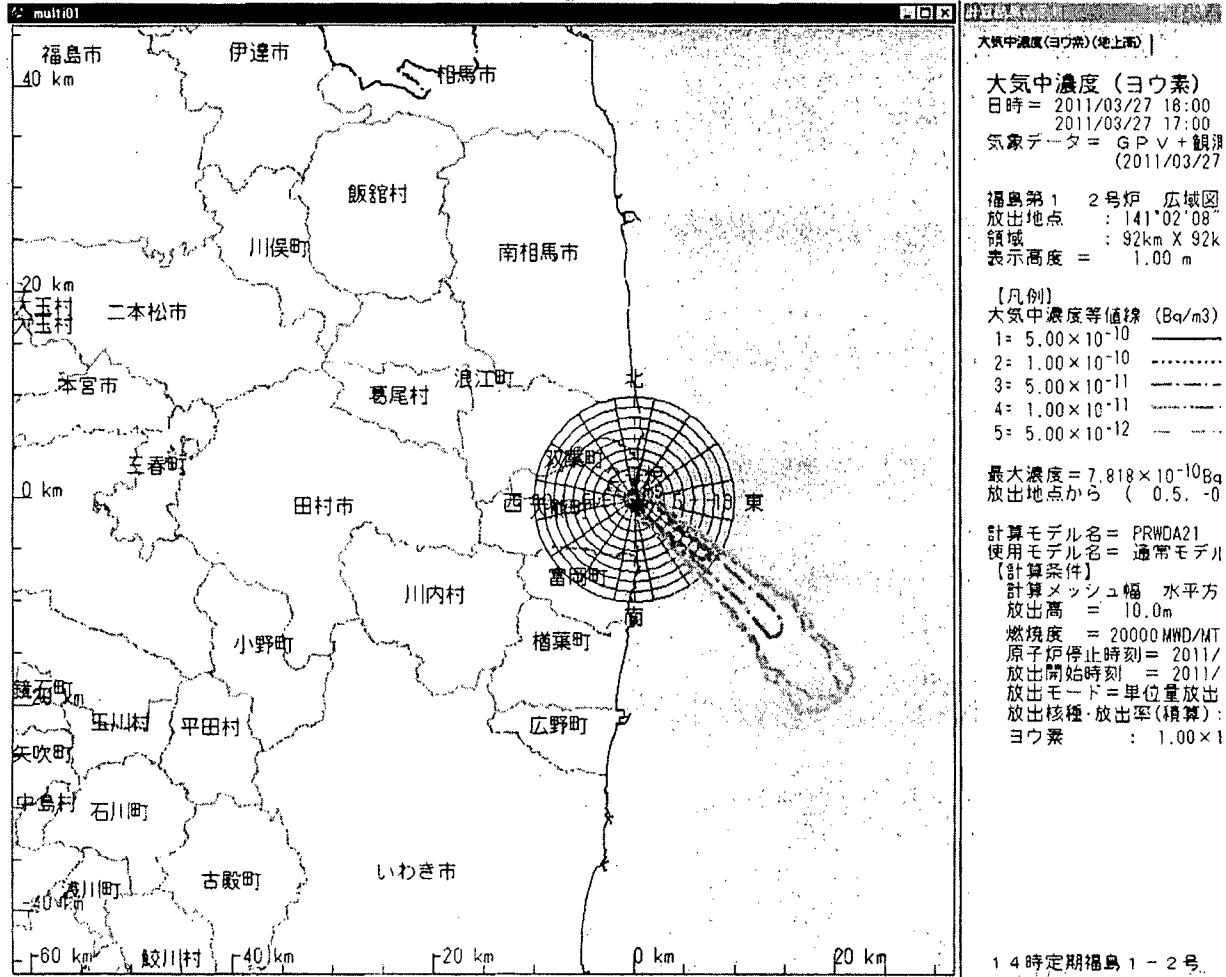 multi01
福島市
伊達市
相馬市
40 km
飯舘村
川俣町
南相馬市
20 km
大玉村
二本松市
本宮市
浪江町
北
葛尾村
三春町
双葉町
0 km
田村市
西
東
富岡町
川内村
南
小野町
楢葉町
鏡石町
玉川村
平田村
広野町
矢吹町
中島村
石川町
いわき市
古殿町
浅川町
-40 km
-60 km
鮫川村
-40 km
-20 km
0 km
20 km
大気中濃度(ヨウ素)(地上高)
大気中濃度(ヨウ素)
日時= 2011/03/27 16:00
2011/03/27 17:00
気象データ= GPV+観測
(2011/03/27
福島第1 2号炉 広域図
放出地点 : 141°02'08"
領域 : 92km X 92k
表示高度 = 1.00 m
【凡例】
大気中濃度等値線 (Bq/m3)
1= 5.00×10⁻¹⁰
2= 1.00×10⁻¹⁰
3= 5.00×10⁻¹¹
4= 1.00×10⁻¹¹
5= 5.00×10⁻¹²
最大濃度=7.818×10⁻¹⁰Bq
放出地点から ( 0.5, -0
計算モデル名= PRWDA21
使用モデル名= 通常モデル
【計算条件】
計算メッシュ幅 水平方
放出高 = 10.0m
燃焼度 = 20000MWD/MT
原子炉停止時刻= 2011/
放出開始時刻 = 2011/
放出モード=単位量放出
放出核種・放出率(積算):
ヨウ素 : 1.00×1
14時定期福島1-2号